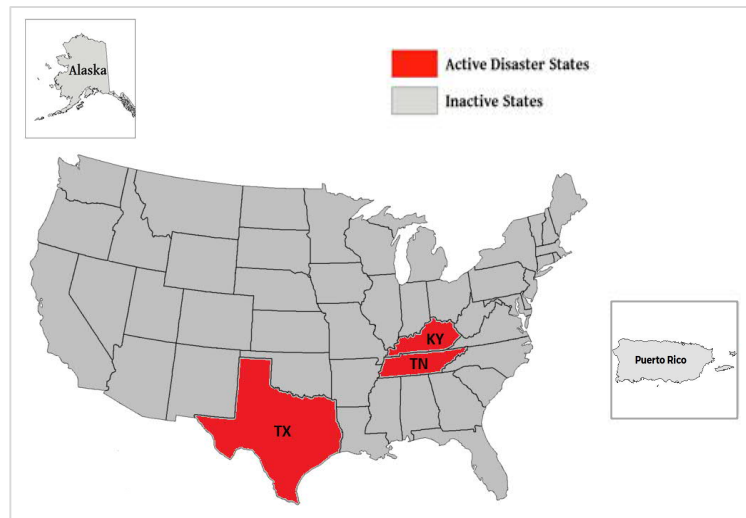 Alaska
Active Disaster States
Inactive States
KY
TN
Puerto Rico
TX